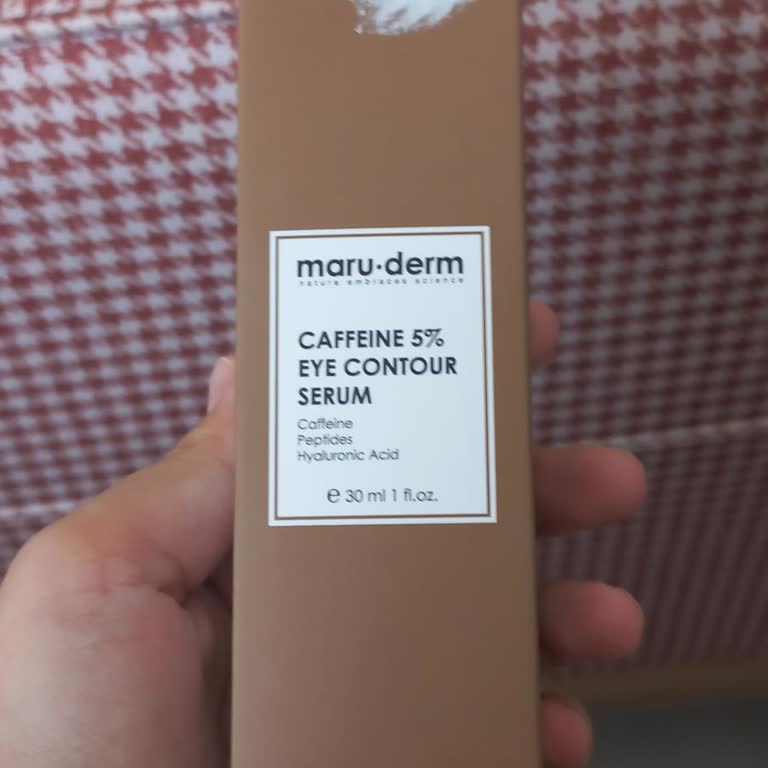 maru·derm
nature embraces science
CAFFEINE 5%
EYE CONTOUR
SERUM
Caffeine
Peptides
Hyaluronic Acid
℮ 30 ml 1 fl.oz.